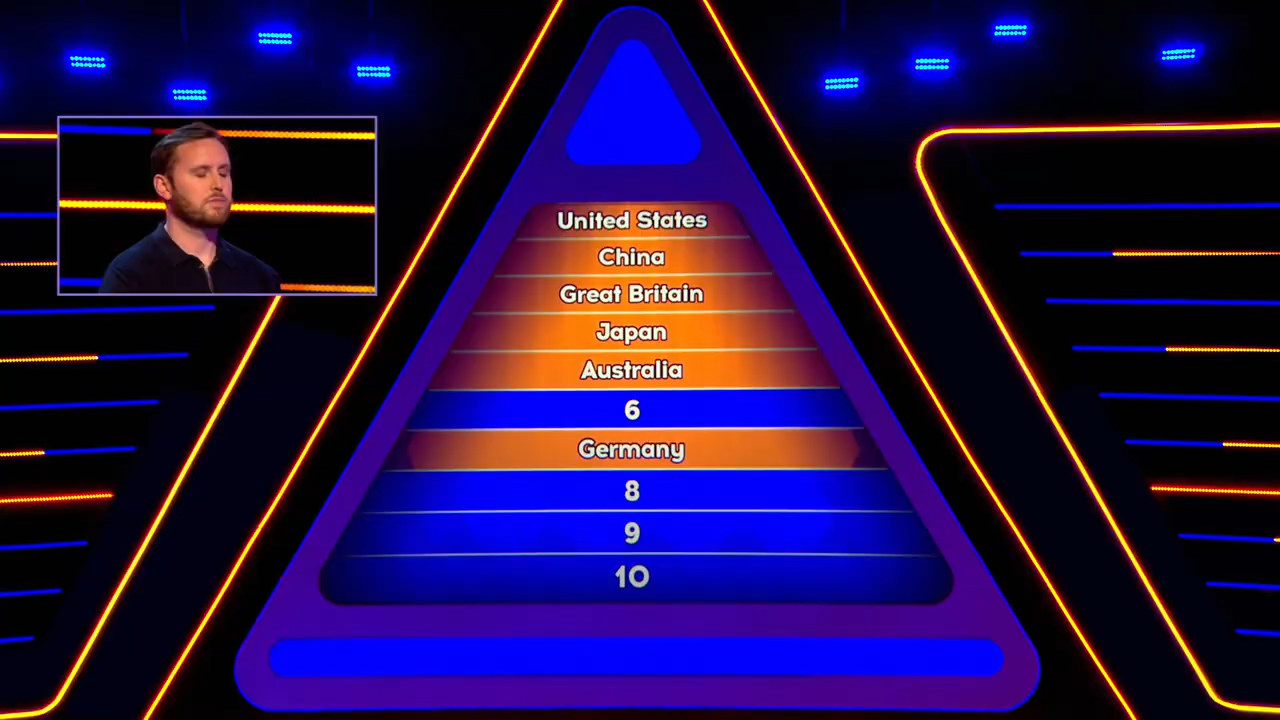 United States
China
Great Britain
Japan
Australia
6
Germany
8
9
10